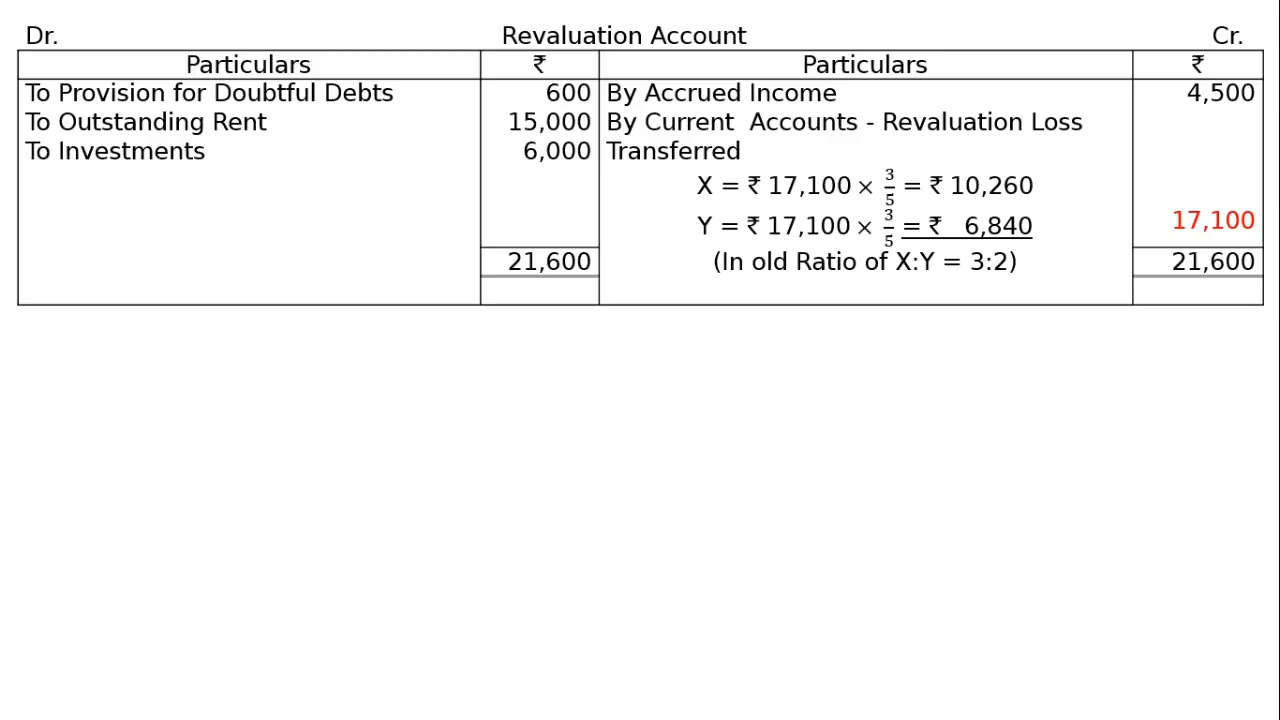 Dr. Revaluation Account Cr.
Particulars ₹ Particulars ₹
To Provision for Doubtful Debts 600 By Accrued Income 4,500
To Outstanding Rent 15,000 By Current Accounts - Revaluation Loss
To Investments 6,000 Transferred
X = ₹ 17,100 × 3/5 = ₹ 10,260
Y = ₹ 17,100 × 3/5 = ₹ 6,840 17,100
21,600 (In old Ratio of X:Y = 3:2) 21,600